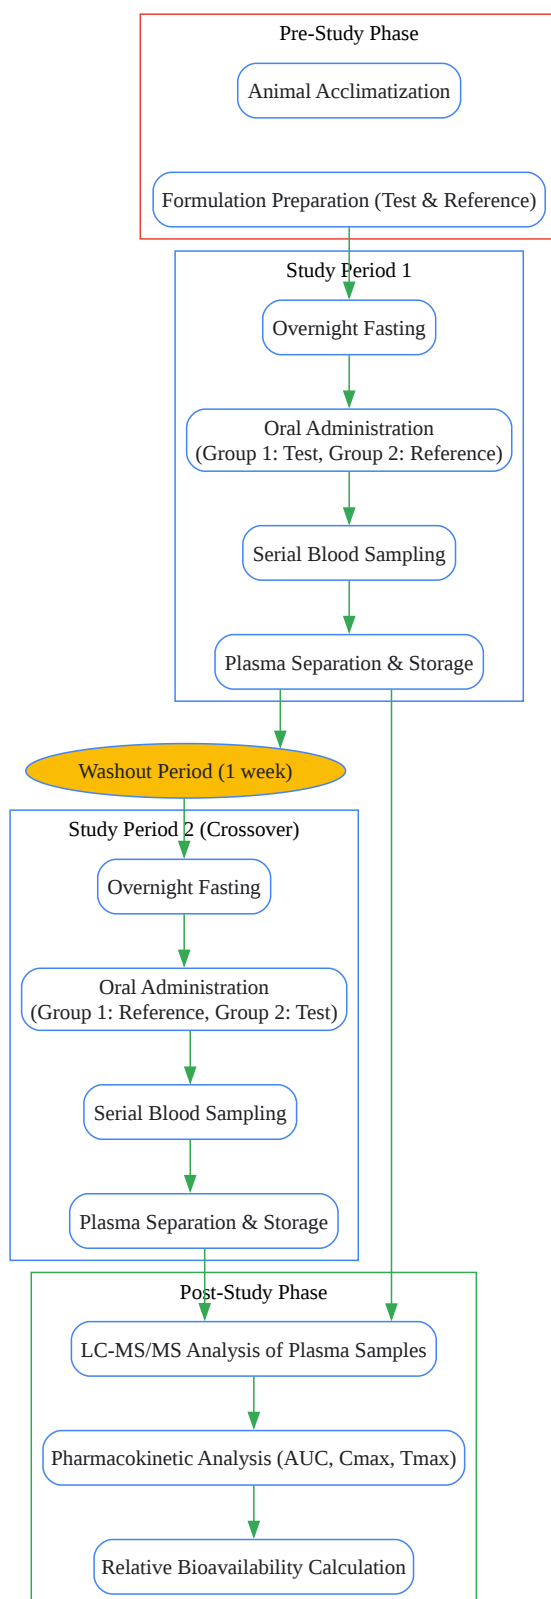 Pre-Study Phase
Animal Acclimatization
Formulation Preparation (Test & Reference)
Study Period 1
Overnight Fasting
Oral Administration
(Group 1: Test, Group 2: Reference)
Serial Blood Sampling
Plasma Separation & Storage
Washout Period (1 week)
Study Period 2 (Crossover)
Overnight Fasting
Oral Administration
(Group 1: Reference, Group 2: Test)
Serial Blood Sampling
Plasma Separation & Storage
Post-Study Phase
LC-MS/MS Analysis of Plasma Samples
Pharmacokinetic Analysis (AUC, Cmax, Tmax)
Relative Bioavailability Calculation